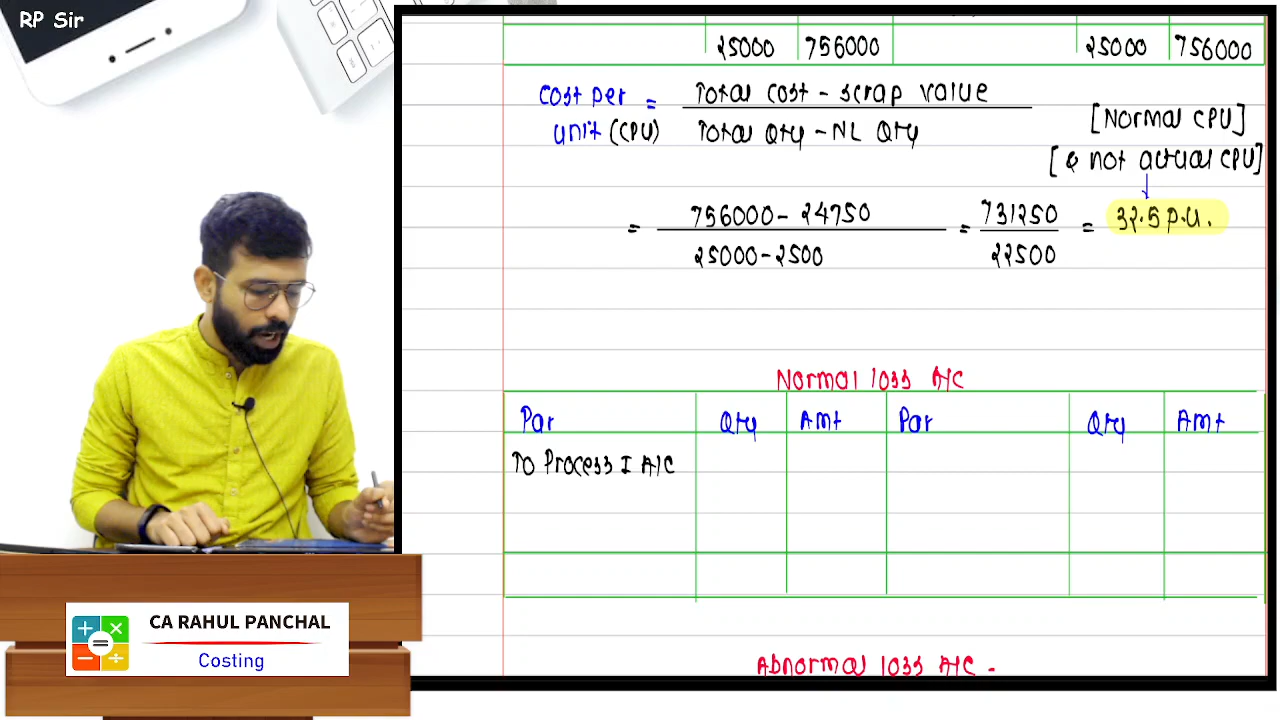 RP Sir
25000 756000 25000 756000
Cost per unit (CPU) = Total Cost - Scrap value
Total Qty - NL Qty
[Normal CPU]
[& not actual CPU]
= 756000 - 24750 = 731250 = 32.5 P.U.
25000 - 2500 22500
Normal loss A/C
Par Qty Amt Par Qty Amt
To Process I A/C
Abnormal loss A/C -
CA RAHUL PANCHAL
Costing